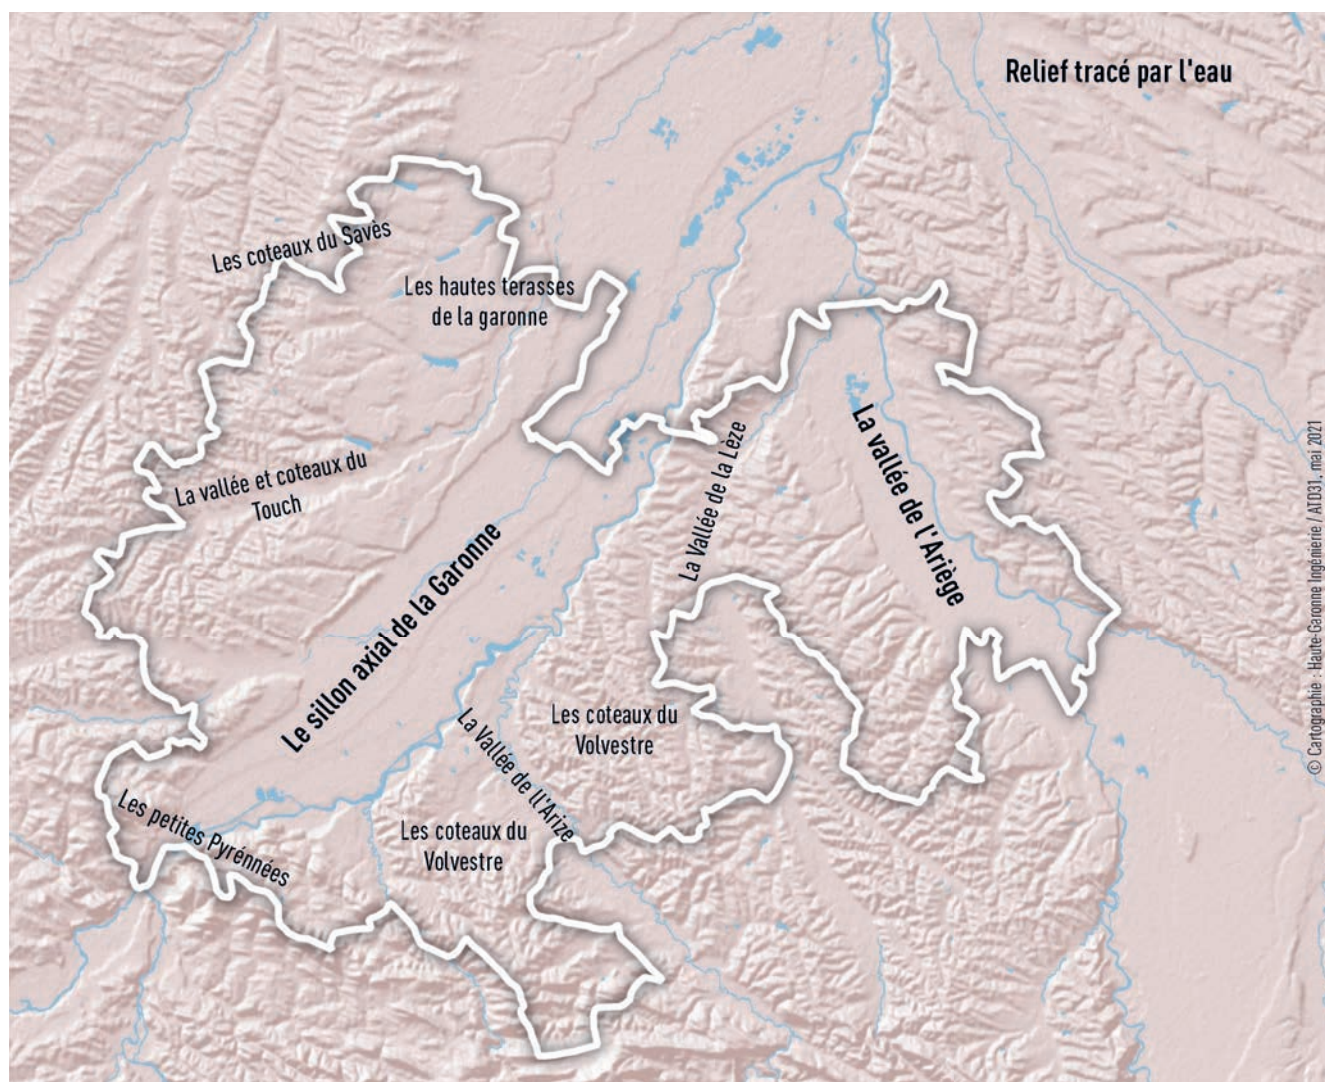 Relief tracé par l'eau
Les coteaux du Savès
Les hautes terasses
de la garonne
La vallée et coteaux du
Touch
La Vallée de la Lèze
La vallée de l'Ariège
Le sillon axial de la Garonne
Les coteaux du
Volvestre
La Vallée de ll'Arize
Les petites Pyrénnées
Les coteaux du
Volvestre
© Cartographie : Haute-Garonne Ingénierie / ATD31, mai 2021